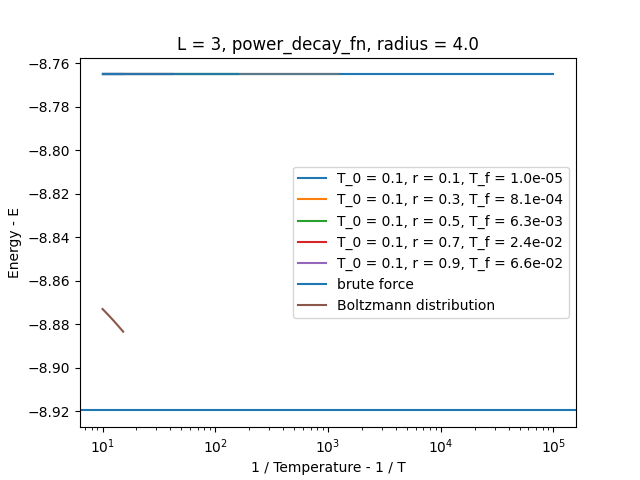 L = 3, power_decay_fn, radius = 4.0
Energy - E
−8.76
−8.78
−8.80
−8.82
−8.84
−8.86
−8.88
−8.90
−8.92
T_0 = 0.1, r = 0.1, T_f = 1.0e-05
T_0 = 0.1, r = 0.3, T_f = 8.1e-04
T_0 = 0.1, r = 0.5, T_f = 6.3e-03
T_0 = 0.1, r = 0.7, T_f = 2.4e-02
T_0 = 0.1, r = 0.9, T_f = 6.6e-02
brute force
Boltzmann distribution
10¹ 10² 10³ 10⁴ 10⁵
1 / Temperature - 1 / T